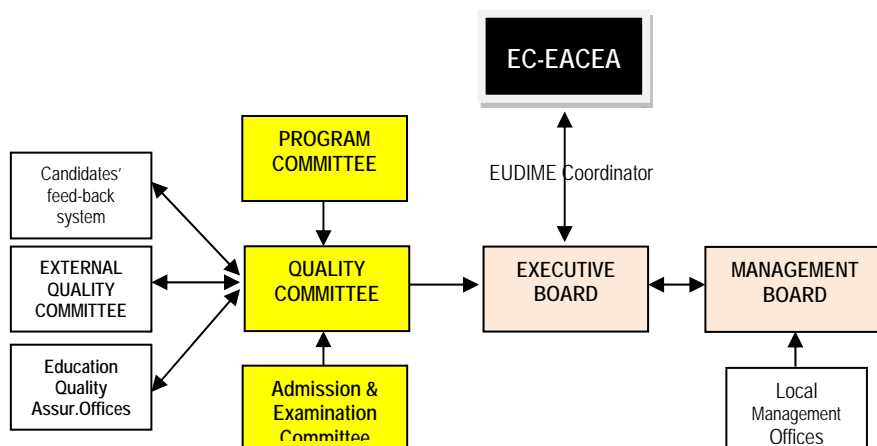 EC-EACEA
PROGRAM
COMMITTEE
EUDIME Coordinator
Candidates'
feed-back
system
EXTERNAL
QUALITY
COMMITTEE
QUALITY
COMMITTEE
EXECUTIVE
BOARD
MANAGEMENT
BOARD
Education
Quality
Assur.Offices
Admission &
Examination
Committee
Local
Management
Offices